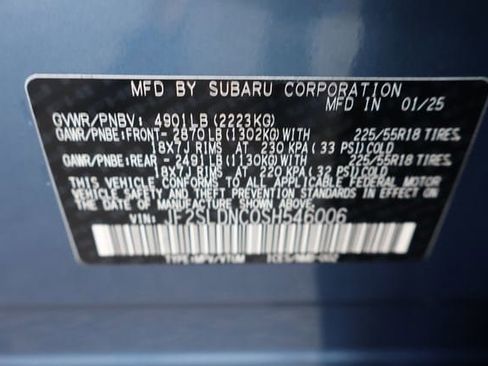 MFD BY SUBARU CORPORATION
MFD IN 01/25
GVWR/PNBV: 4901LB(2223KG)
GAWR/PNBE:FRONT- 2870LB(1302KG)WITH 225/55R18 TIRES,
18X7J RIMS AT 230 KPA( 33 PSI)COLD
GAWR/PNBE:REAR - 2491LB(1130KG)WITH 225/55R18 TIRES,
18X7J RIMS AT 220 KPA( 32 PSI)COLD
THIS VEHICLE CONFORMS TO ALL APPLICABLE FEDERAL MOTOR
VEHICLE SAFETY AND THEFT PREVENTION STANDARDS IN
EFFECT ON THE DATE OF MANUFACTURE SHOWN ABOVE.
VIN: JF2SLDNC0SH546006
TYPE:MPV/VTUM